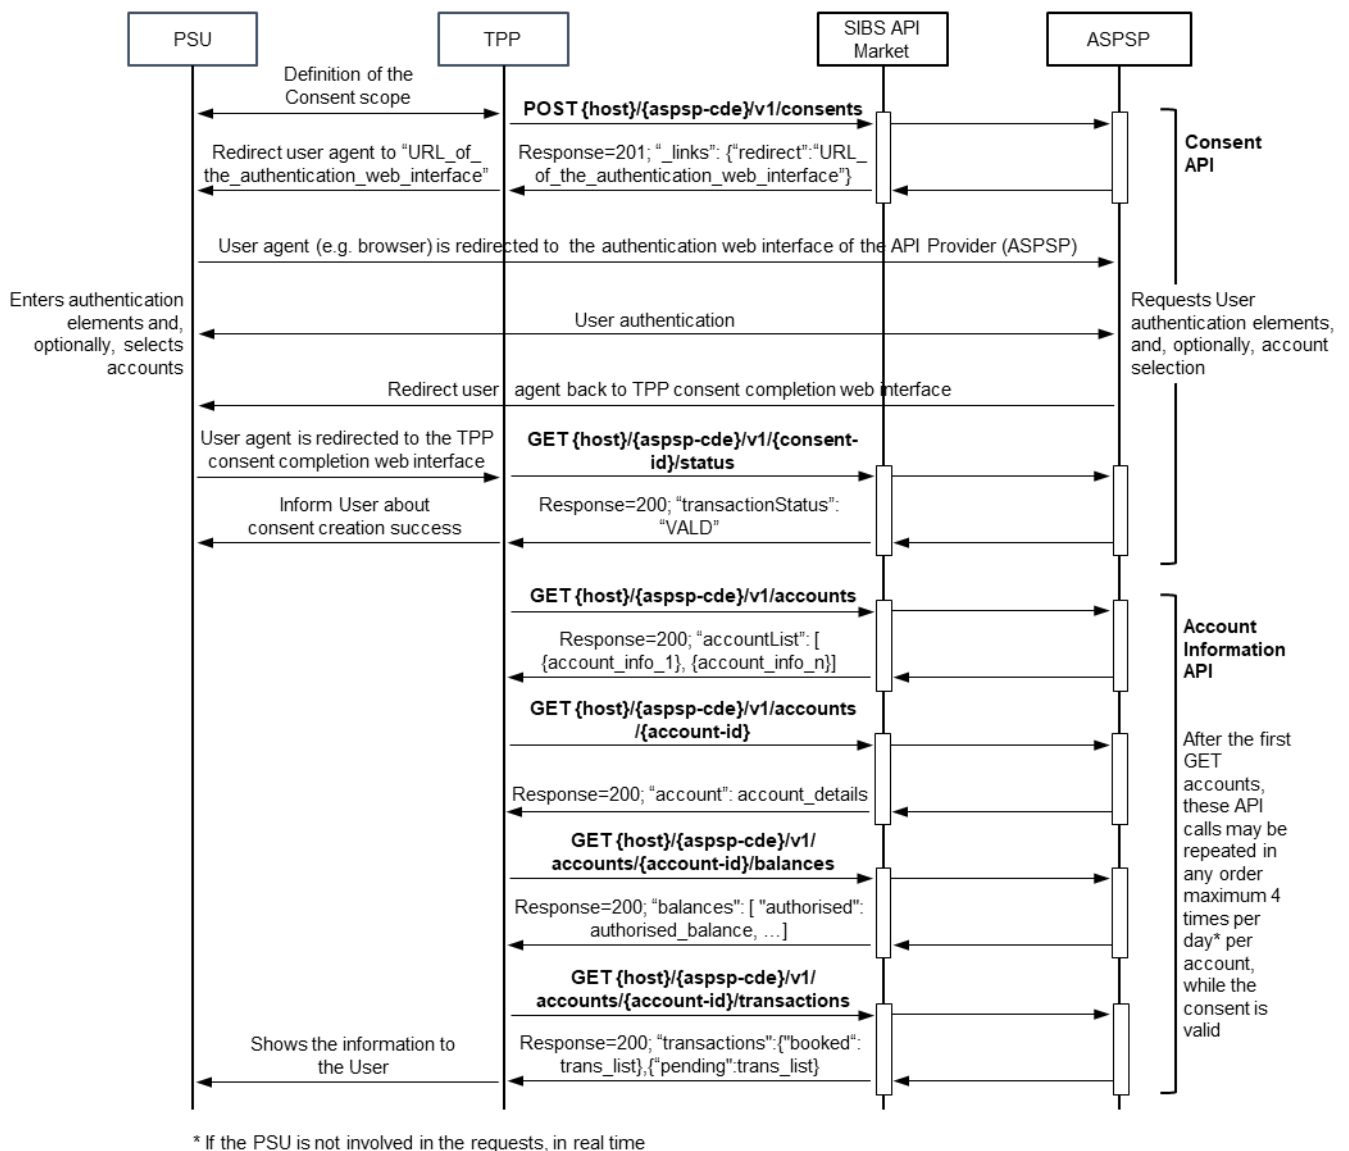 PSU
TPP
SIBS API
Market
ASPSP
Definition of the
Consent scope
POST {host}/{aspsp-cde}/v1/consents
Consent
API
Redirect user agent to “URL_of_
the_authentication_web_interface”
Response=201; “_links”: {“redirect”:“URL_
of_the_authentication_web_interface”}
User agent (e.g. browser) is redirected to the authentication web interface of the API Provider (ASPSP)
Enters authentication
elements and,
optionally, selects
accounts
User authentication
Requests User
authentication elements,
and, optionally, account
selection
Redirect user agent back to TPP consent completion web interface
User agent is redirected to the TPP
consent completion web interface
GET {host}/{aspsp-cde}/v1/{consent-
id}/status
Inform User about
consent creation success
Response=200; “transactionStatus”:
“VALD”
GET {host}/{aspsp-cde}/v1/accounts
Response=200; “accountList”: [
{account_info_1}, {account_info_n}]
Account
Information
API
GET {host}/{aspsp-cde}/v1/accounts
/{account-id}
Response=200; “account”: account_details
After the first
GET
accounts,
these API
calls may be
repeated in
any order
maximum 4
times per
day* per
account,
while the
consent is
valid
GET {host}/{aspsp-cde}/v1/
accounts/{account-id}/balances
Response=200; “balances": [ "authorised":
authorised_balance, …]
GET {host}/{aspsp-cde}/v1/
accounts/{account-id}/transactions
Shows the information to
the User
Response=200; “transactions":{"booked“:
trans_list},{“pending":trans_list}
* If the PSU is not involved in the requests, in real time